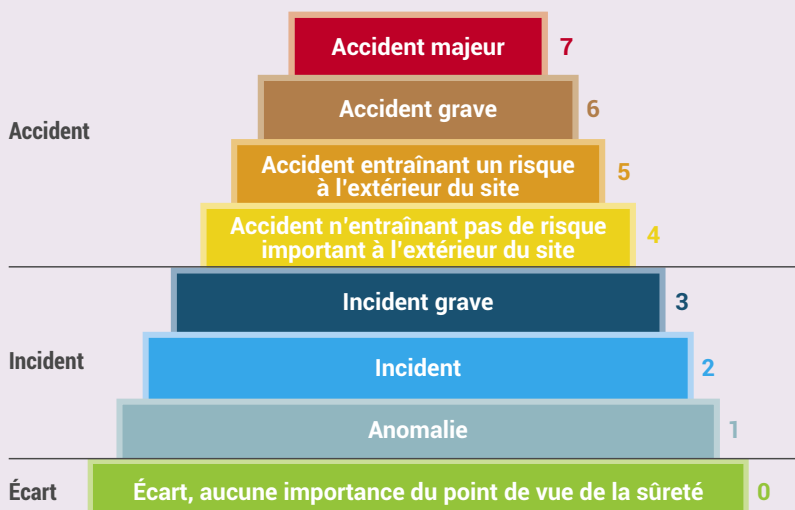 Accident majeur 7
Accident grave 6
Accident
Accident entraînant un risque
à l'extérieur du site 5
Accident n'entraînant pas de risque
important à l'extérieur du site 4
Incident grave 3
Incident
Incident 2
Anomalie 1
Écart
Écart, aucune importance du point de vue de la sûreté 0